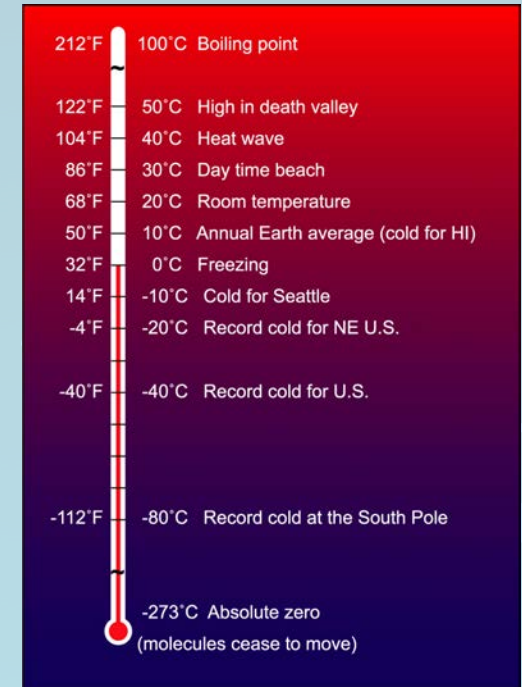 212˚F 100˚C Boiling point
~
122˚F 50˚C High in death valley
104˚F 40˚C Heat wave
86˚F 30˚C Day time beach
68˚F 20˚C Room temperature
50˚F 10˚C Annual Earth average (cold for HI)
32˚F 0˚C Freezing
14˚F -10˚C Cold for Seattle
-4˚F -20˚C Record cold for NE U.S.
-40˚F -40˚C Record cold for U.S.
-112˚F -80˚C Record cold at the South Pole
~
-273˚C Absolute zero
(molecules cease to move)